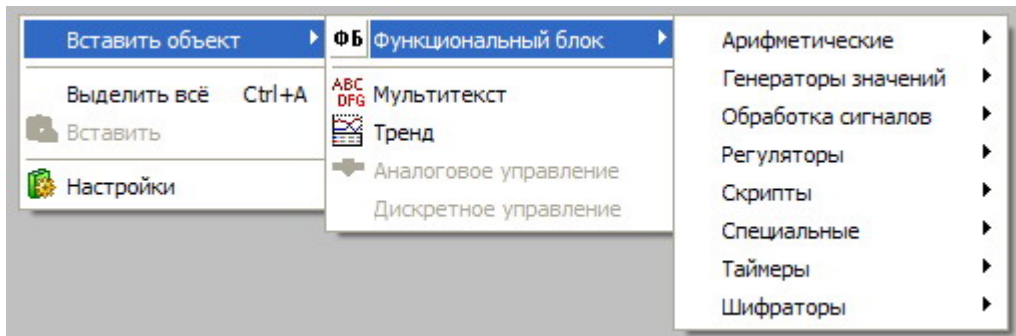 Вставить объект
Выделить всё Ctrl+A
Вставить
Настройки
ФБ Функциональный блок
ABC DFG Мультитекст
Тренд
Аналоговое управление
Дискретное управление
Арифметические
Генераторы значений
Обработка сигналов
Регуляторы
Скрипты
Специальные
Таймеры
Шифраторы